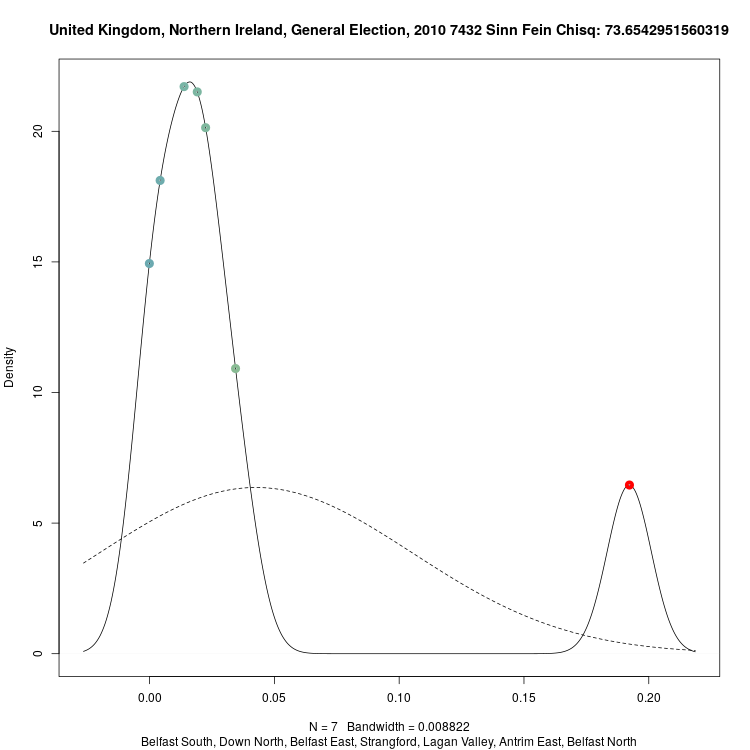 United Kingdom, Northern Ireland, General Election, 2010 7432 Sinn Fein Chisq: 73.6542951560319
20
15
10
5
0
Density
0.00 0.05 0.10 0.15 0.20
N = 7 Bandwidth = 0.008822
Belfast South, Down North, Belfast East, Strangford, Lagan Valley, Antrim East, Belfast North